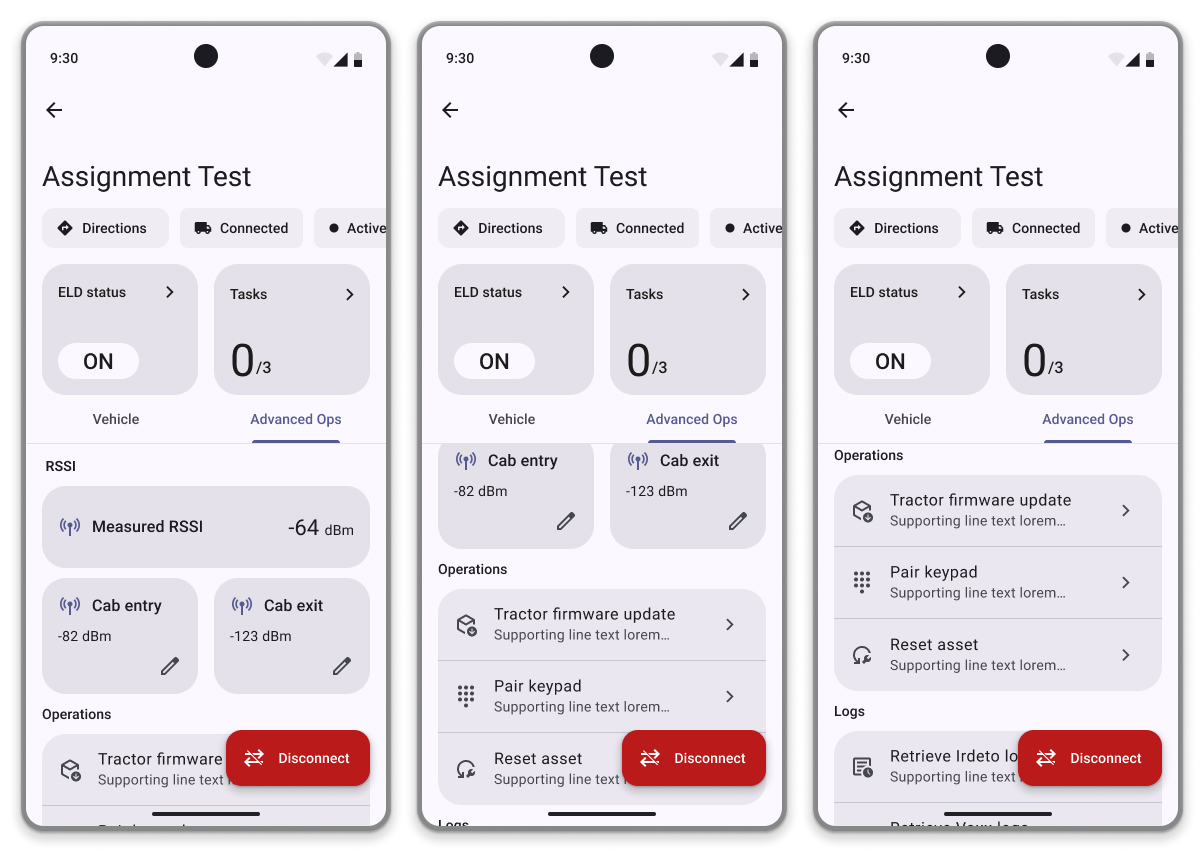 9:30
Assignment Test
Directions
Connected
Active
ELD status
Tasks
ON
0/3
Vehicle
Advanced Ops
RSSI
Measured RSSI
-64 dBm
Cab entry
Cab exit
-82 dBm
-123 dBm
Operations
Tractor firmware
Supporting line text
Disconnect
9:30
Assignment Test
Directions
Connected
Active
ELD status
Tasks
ON
0/3
Vehicle
Advanced Ops
Cab entry
Cab exit
-82 dBm
-123 dBm
Operations
Tractor firmware update
Supporting line text lorem...
Pair keypad
Supporting line text lorem...
Reset asset
Supporting line text
Disconnect
Logs
9:30
Assignment Test
Directions
Connected
Active
ELD status
Tasks
ON
0/3
Vehicle
Advanced Ops
Operations
Tractor firmware update
Supporting line text lorem...
Pair keypad
Supporting line text lorem...
Reset asset
Supporting line text lorem...
Logs
Retrieve Irdeto lo
Supporting line text
Disconnect